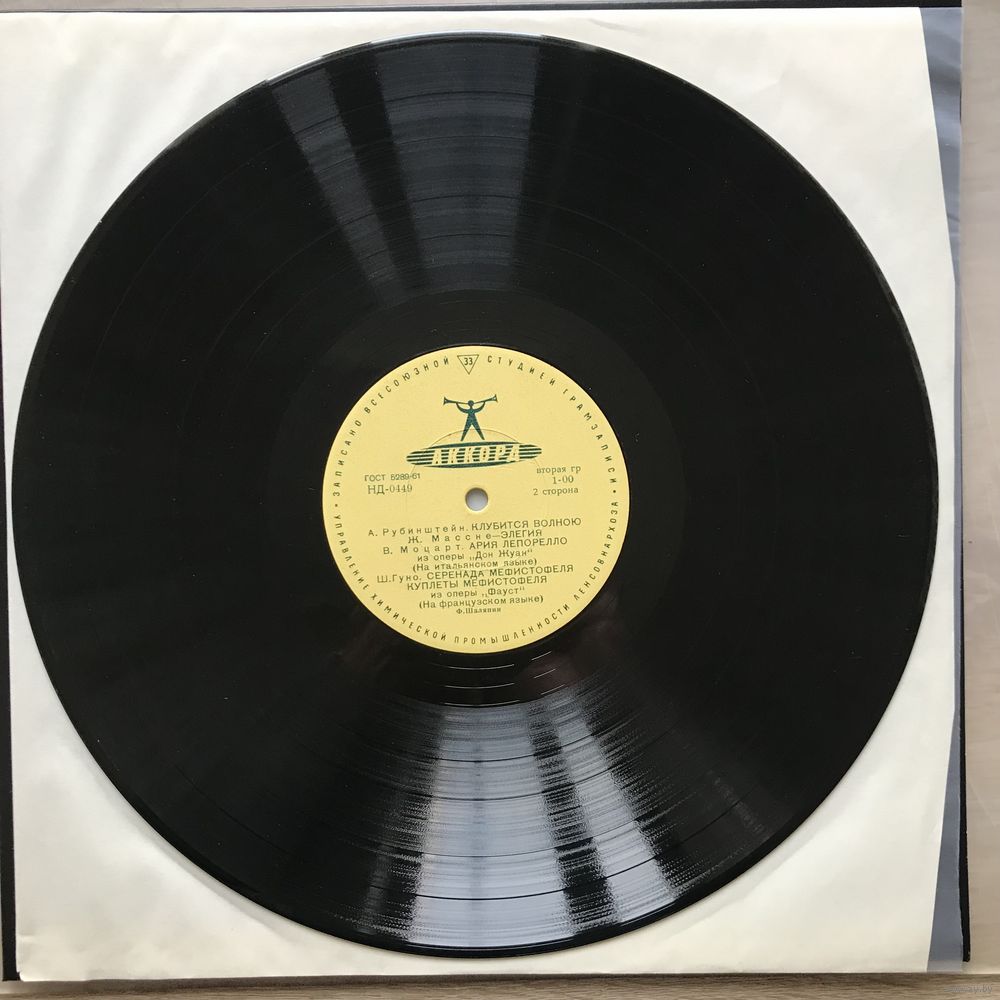 ЗАПИСАНО ВСЕСОЮЗНОЙ 33 СТУДИЕЙ ГРАМЗАПИСИ
АККОРД
ГОСТ 5289-61
НД-0449
вторая гр
1-00
2 сторона
А. Рубинштейн. КЛУБИТСЯ ВОЛНОЮ
Ж. Массне—ЭЛЕГИЯ
В. Моцарт. АРИЯ ЛЕПОРЕЛЛО
из оперы „Дон Жуан“
(На итальянском языке)
Ш. Гуно. СЕРЕНАДА МЕФИСТОФЕЛЯ
КУПЛЕТЫ МЕФИСТОФЕЛЯ
из оперы „Фауст“
(На французском языке)
Ф. Шаляпин
УПРАВЛЕНИЕ ХИМИЧЕСКОЙ ПРОМЫШЛЕННОСТИ ЛЕНСОВНАРХОЗА